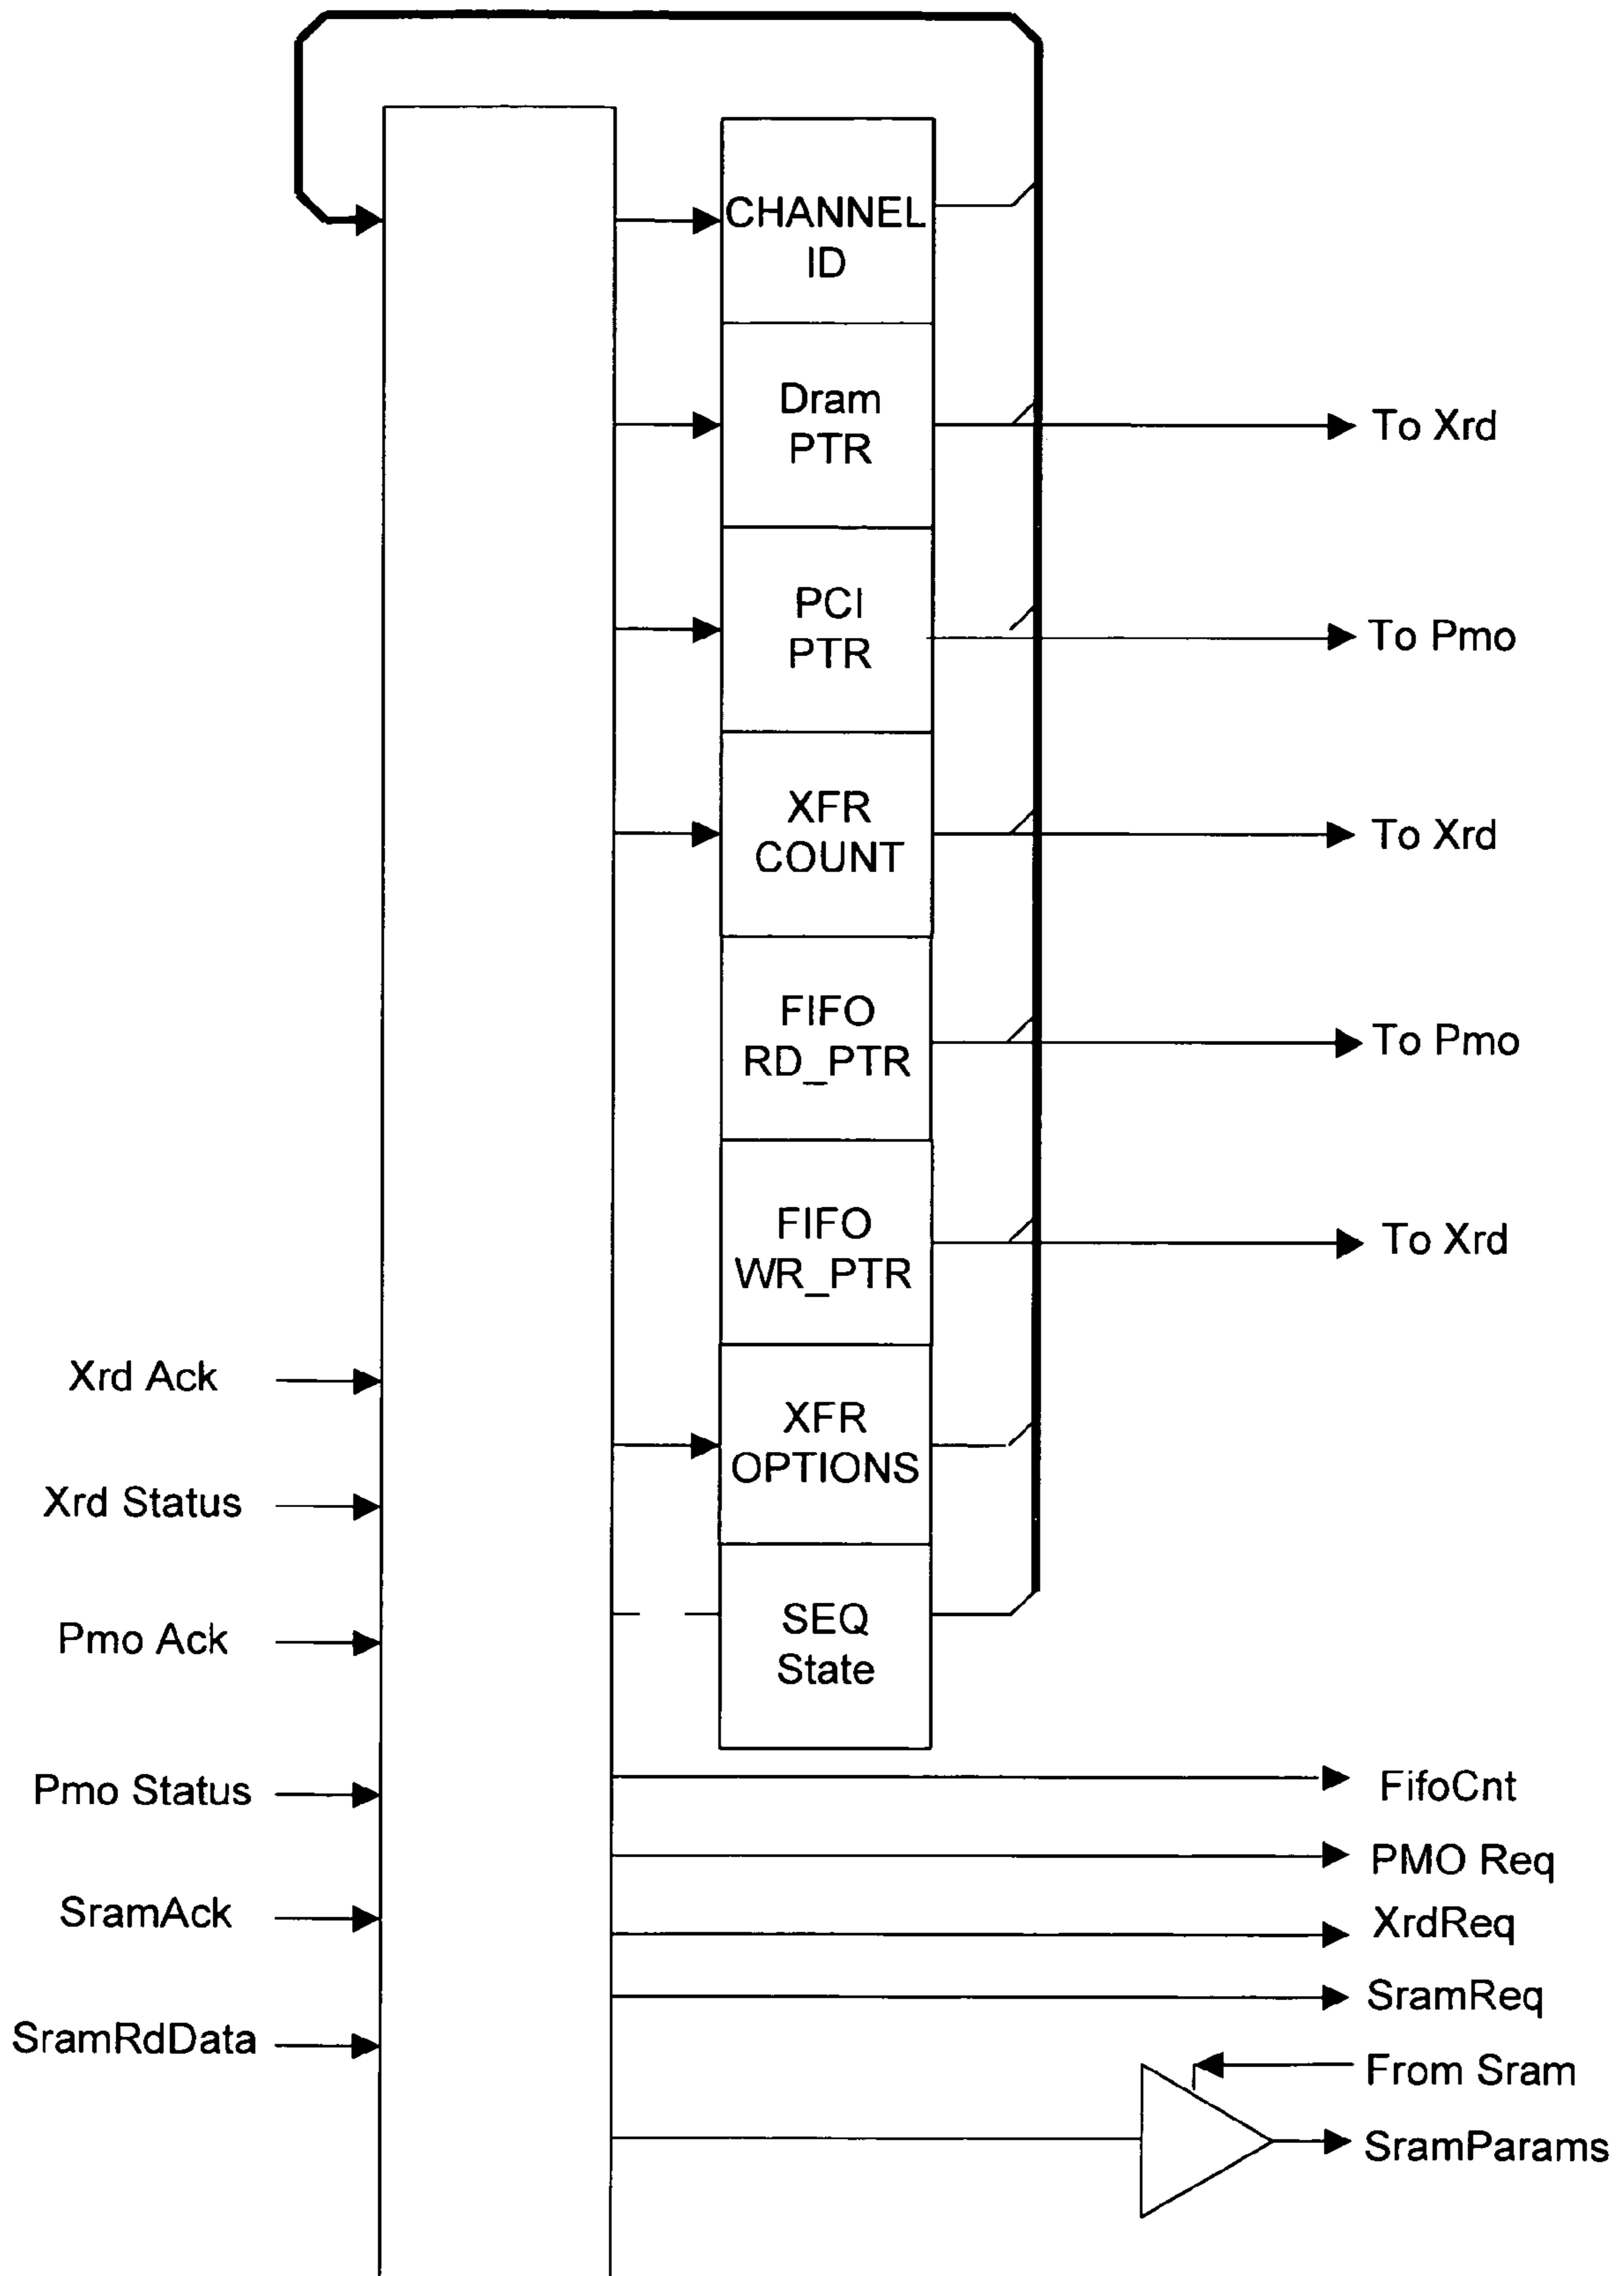 CHANNEL
ID
Dram
PTR
To Xrd
PCI
PTR
To Pmo
XFR
COUNT
To Xrd
FIFO
RD_PTR
To Pmo
FIFO
WR_PTR
To Xrd
Xrd Ack
XFR
OPTIONS
Xrd Status
SEQ
State
Pmo Ack
Pmo Status
FifoCnt
PMO Req
SramAck
XrdReq
SramReq
SramRdData
From Sram
SramParams